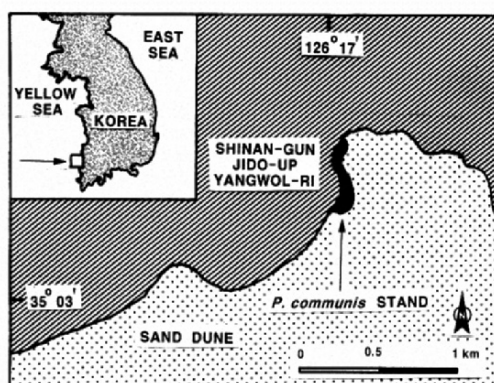 EAST
SEA
YELLOW
SEA
KOREA
126° 17'
SHINAN-GUN
JIDO-UP
YANGWOL-RI
35° 03'
P. communis STAND
SAND DUNE
N
0 0.5 1 km